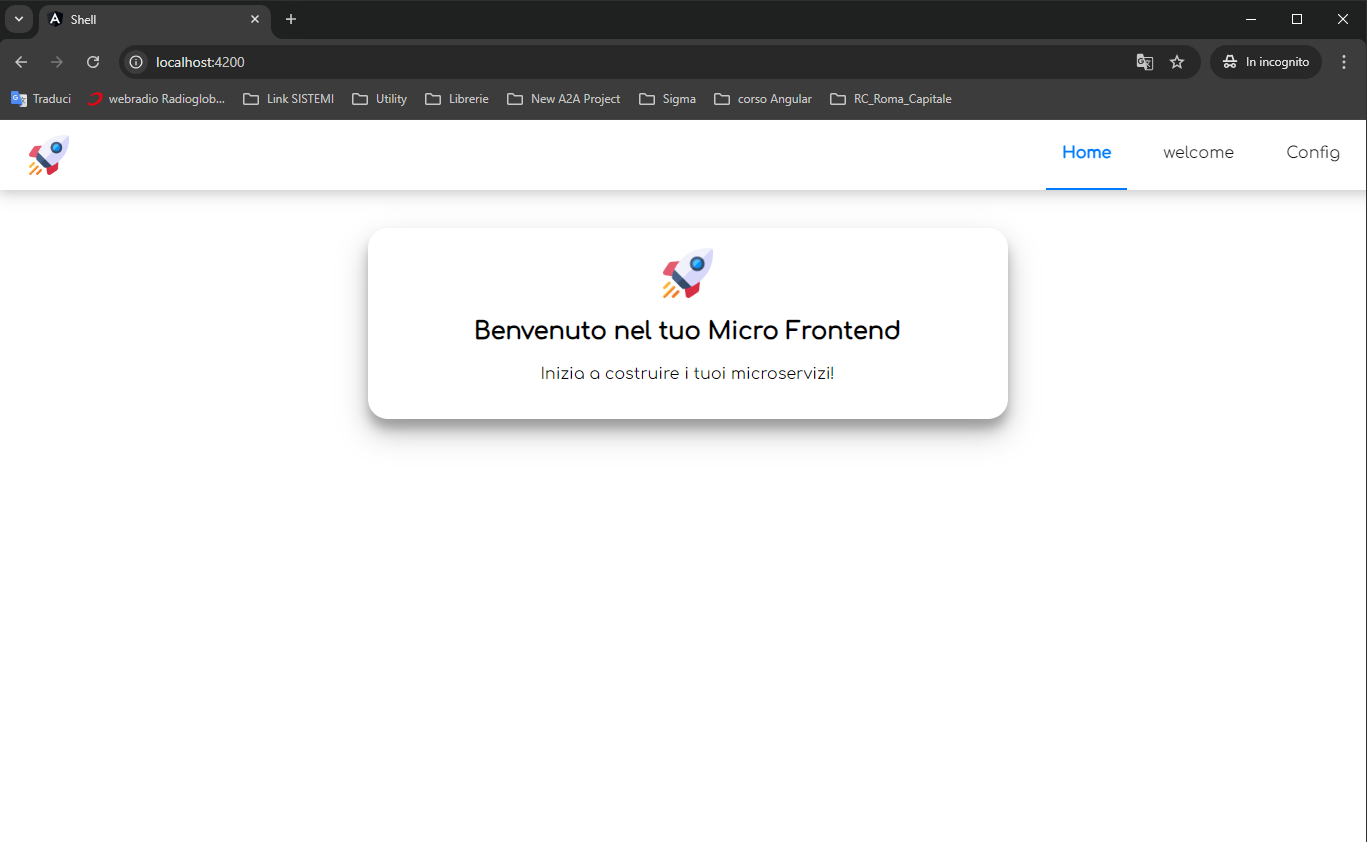 Shell
localhost:4200
In incognito
Traduci webradio Radioglob... Link SISTEMI Utility Librerie New A2A Project Sigma corso Angular RC_Roma_Capitale
Home welcome Config
Benvenuto nel tuo Micro Frontend
Inizia a costruire i tuoi microservizi!